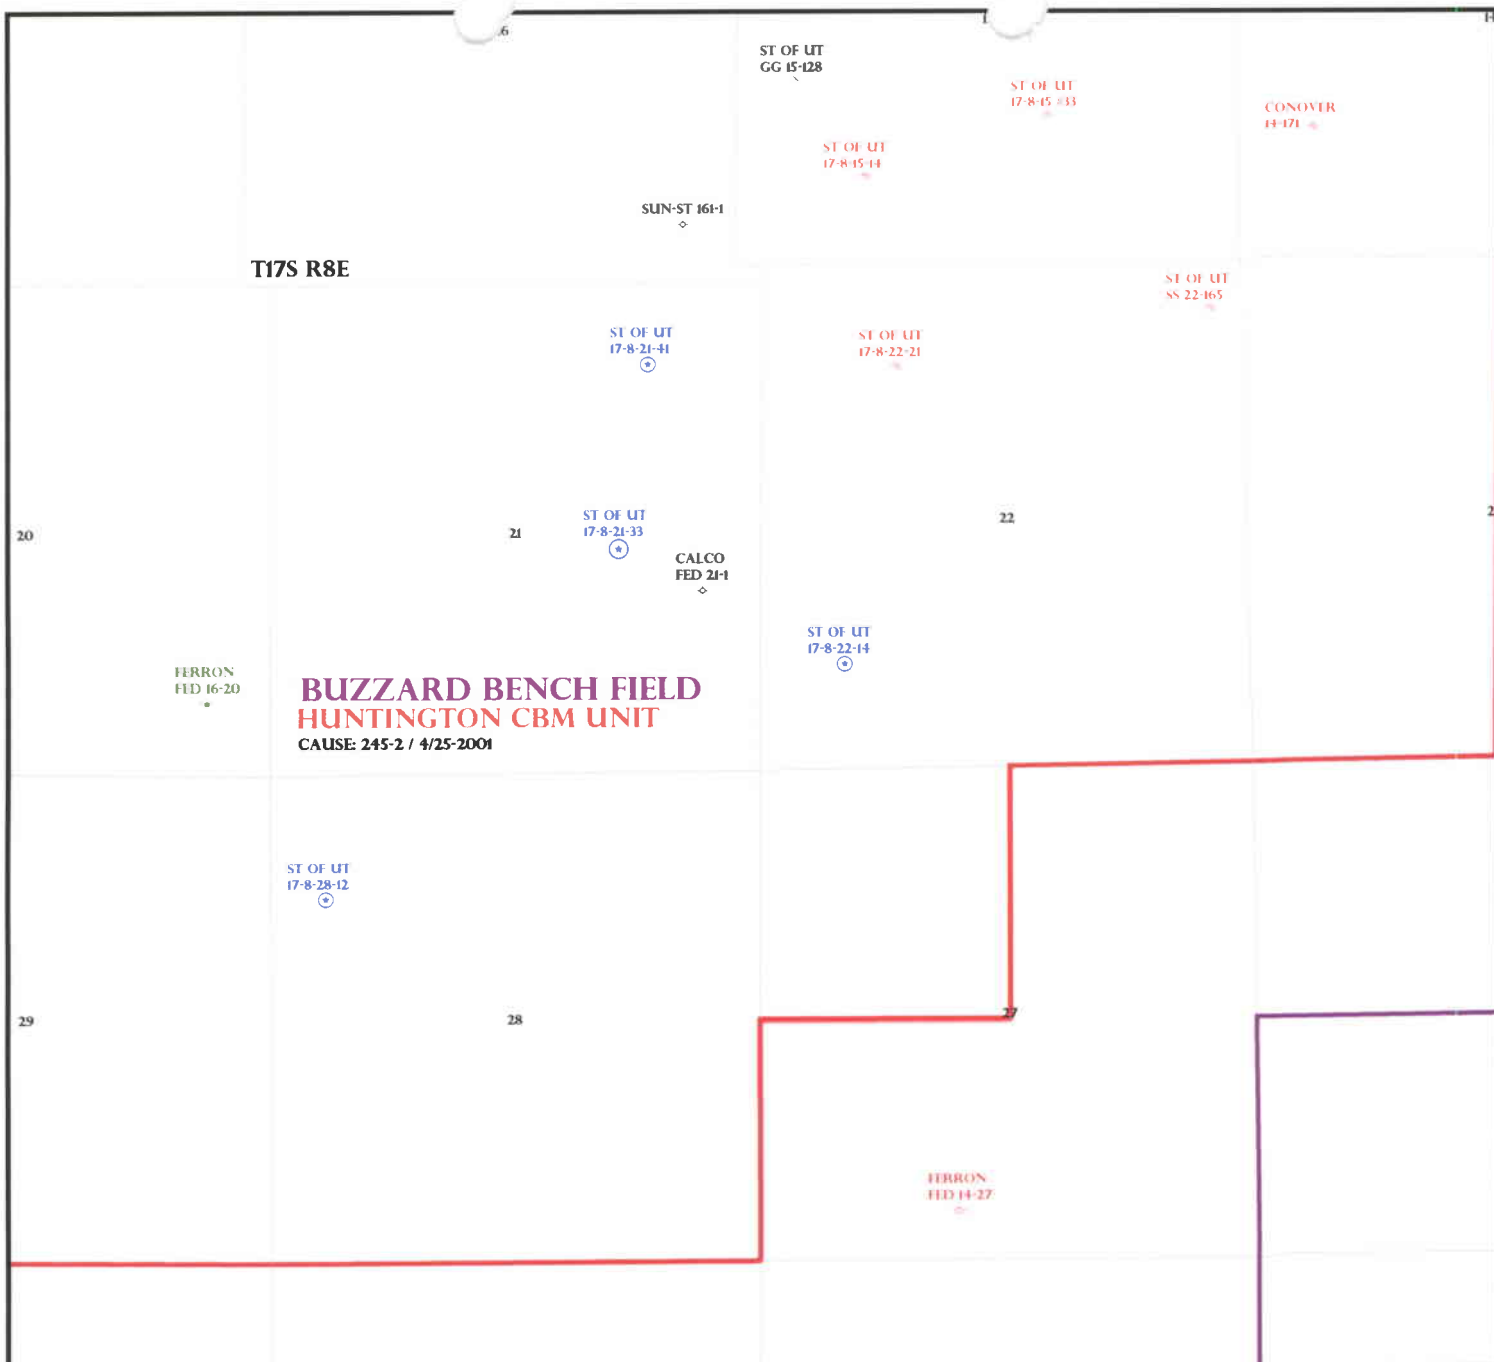 ST OF UT
GG 15-128
ST OF UT
17-8-15 #33
CONOVER
14-171
ST OF UT
17-8-15-14
SUN-ST 161-1
T17S R8E
ST OF UT
SS 22-165
ST OF UT
17-8-21-41
ST OF UT
17-8-22-21
20
21
ST OF UT
17-8-21-33
22
CALCO
FED 21-1
ST OF UT
17-8-22-14
FERRON
FED 16-20
BUZZARD BENCH FIELD
HUNTINGTON CBM UNIT
CAUSE: 245-2 / 4/25-2001
ST OF UT
17-8-28-12
29
28
27
FERRON
FED 14-27